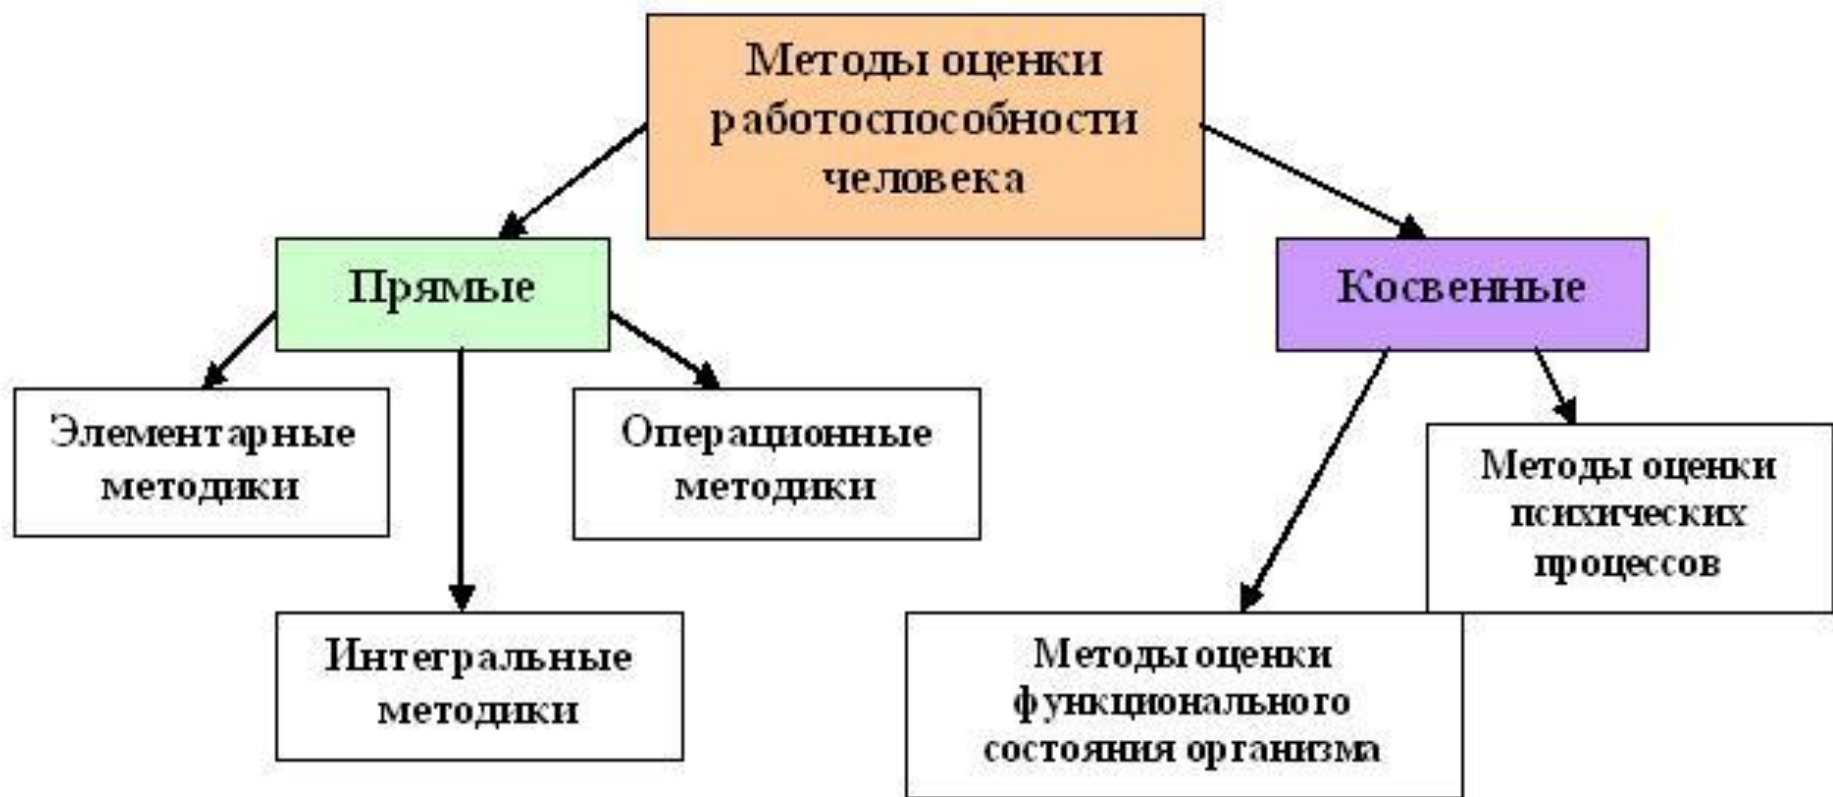 Методы оценки
работоспособности
человека
Прямые
Косвенные
Элементарные
методики
Операционные
методики
Методы оценки
психических
процессов
Интегральные
методики
Методы оценки
функционального
состояния организма